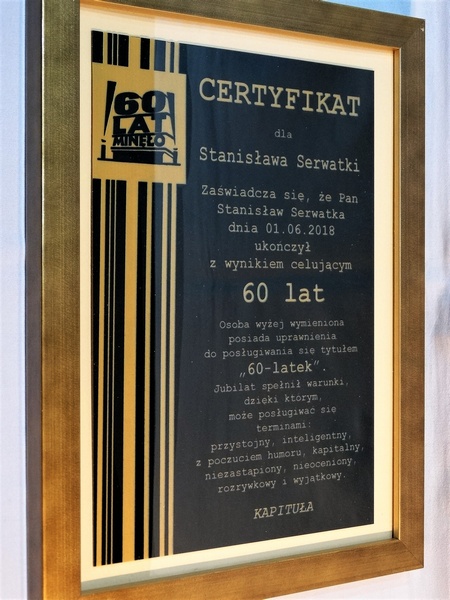 60
LAT
MINĘŁO
CERTYFIKAT
dla
Stanisława Serwatki
Zaświadcza się, że Pan
Stanisław Serwatka
dnia 01.06.2018
ukończył
z wynikiem celującym
60 lat
Osoba wyżej wymieniona
posiada uprawnienia
do posługiwania się tytułem
„60-latek”.
Jubilat spełnił warunki,
dzięki którym,
może posługiwać się
terminami:
przystojny, inteligentny,
z poczuciem humoru, kapitalny,
niezastąpiony, nieoceniony,
rozrywkowy i wyjątkowy.
KAPITUŁA